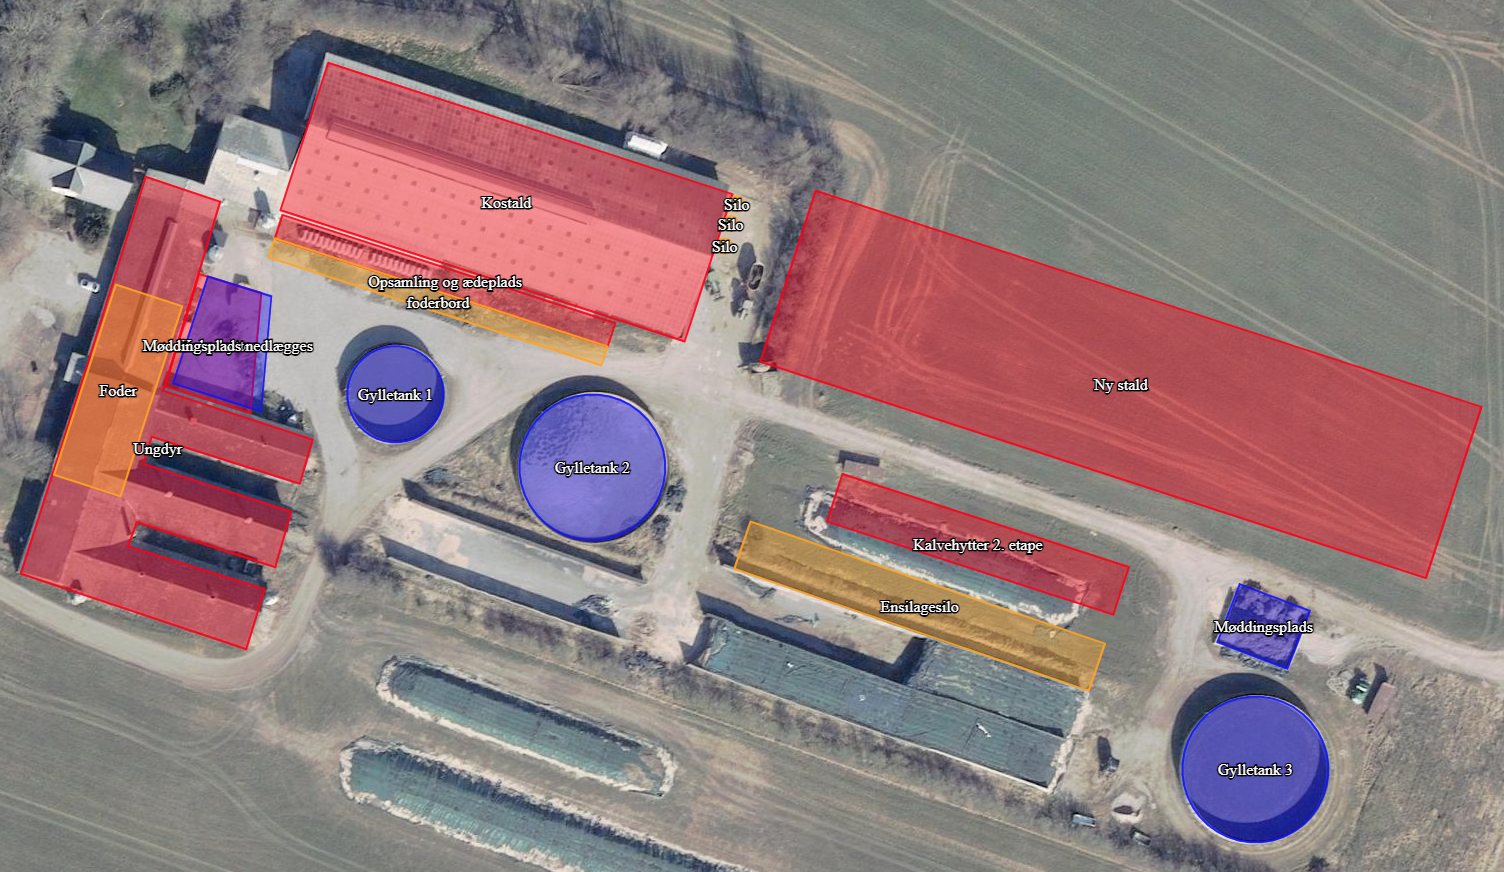 Kostald
Silo
Silo
Silo
Opsamling og ædeplads
foderbord
Møddingsplads nedlægges
Foder
Gylletank 1
Ny stald
Ungdyr
Gylletank 2
Kalvehytter 2. etape
Ensilagesilo
Møddingsplads
Gylletank 3